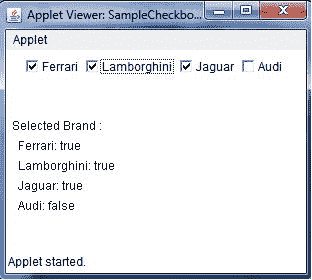 Applet Viewer: SampleCheckbo...
Applet
Ferrari Lamborghini Jaguar Audi
Selected Brand :
Ferrari: true
Lamborghini: true
Jaguar: true
Audi: false
Applet started.